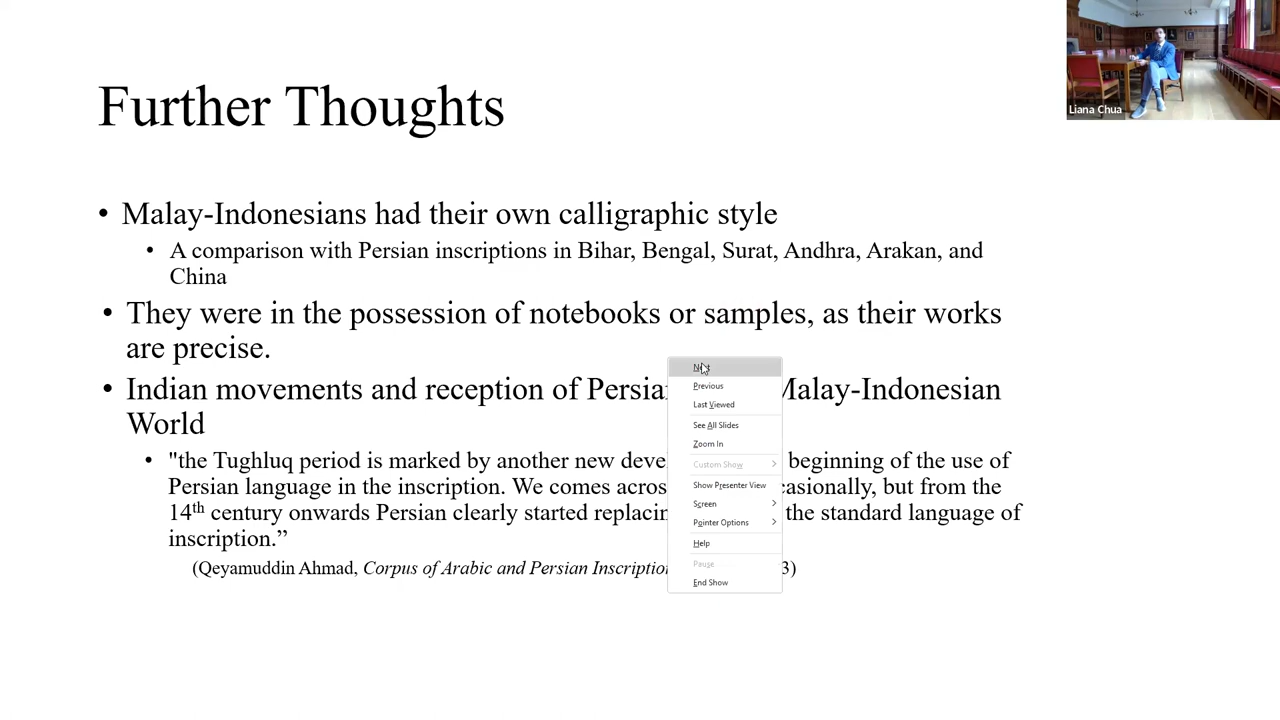 Liana Chua
Further Thoughts
• Malay-Indonesians had their own calligraphic style
• A comparison with Persian inscriptions in Bihar, Bengal, Surat, Andhra, Arakan, and
China
• They were in the possession of notebooks or samples, as their works
are precise.
• Indian movements and reception of Malay-Indonesian
World
• "the Tughluq period is marked by another new beginning of the use of
Persian language in the inscription. We comes casionally, but from the
14th century onwards Persian clearly started the standard language of
inscription.”
(Qeyamuddin Ahmad, Corpus of Arabic and Persian 3)
Previous
Last Viewed
See All Slides
Zoom In
Custom Show
Show Presenter View
Screen
Pointer Options
Help
Pause
End Show